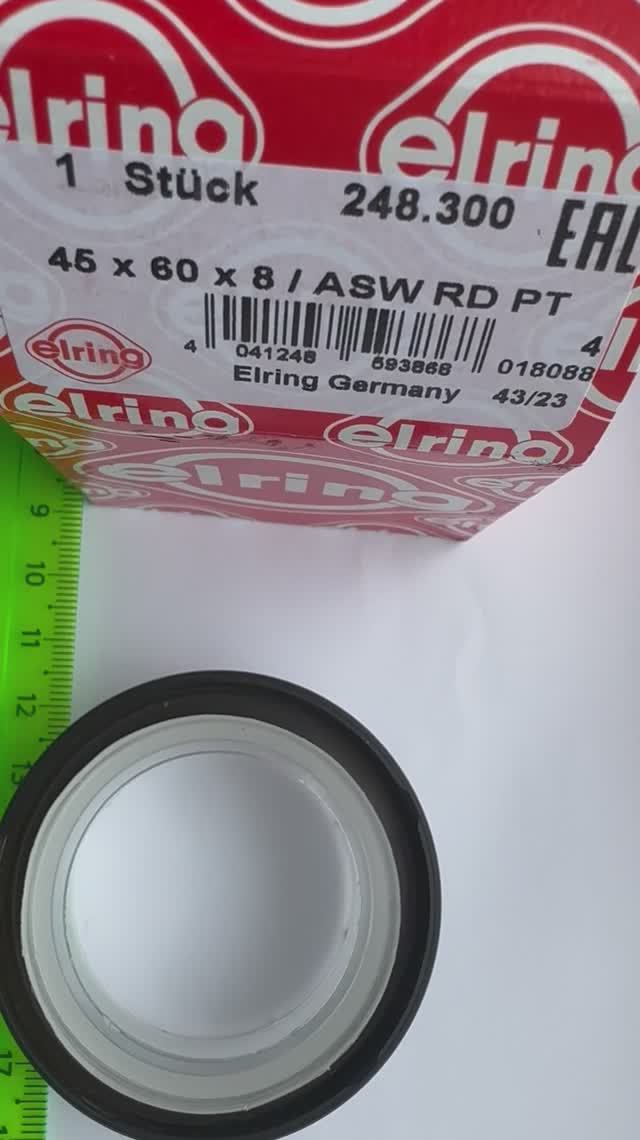 elring elring
1 Stück 248.300 EAC
45 x 60 x 8 / ASW RD PT
4 041248 593868 018088 4
elring Elring Germany 43/23
elring elring
elring
9
10
11
12
13
17